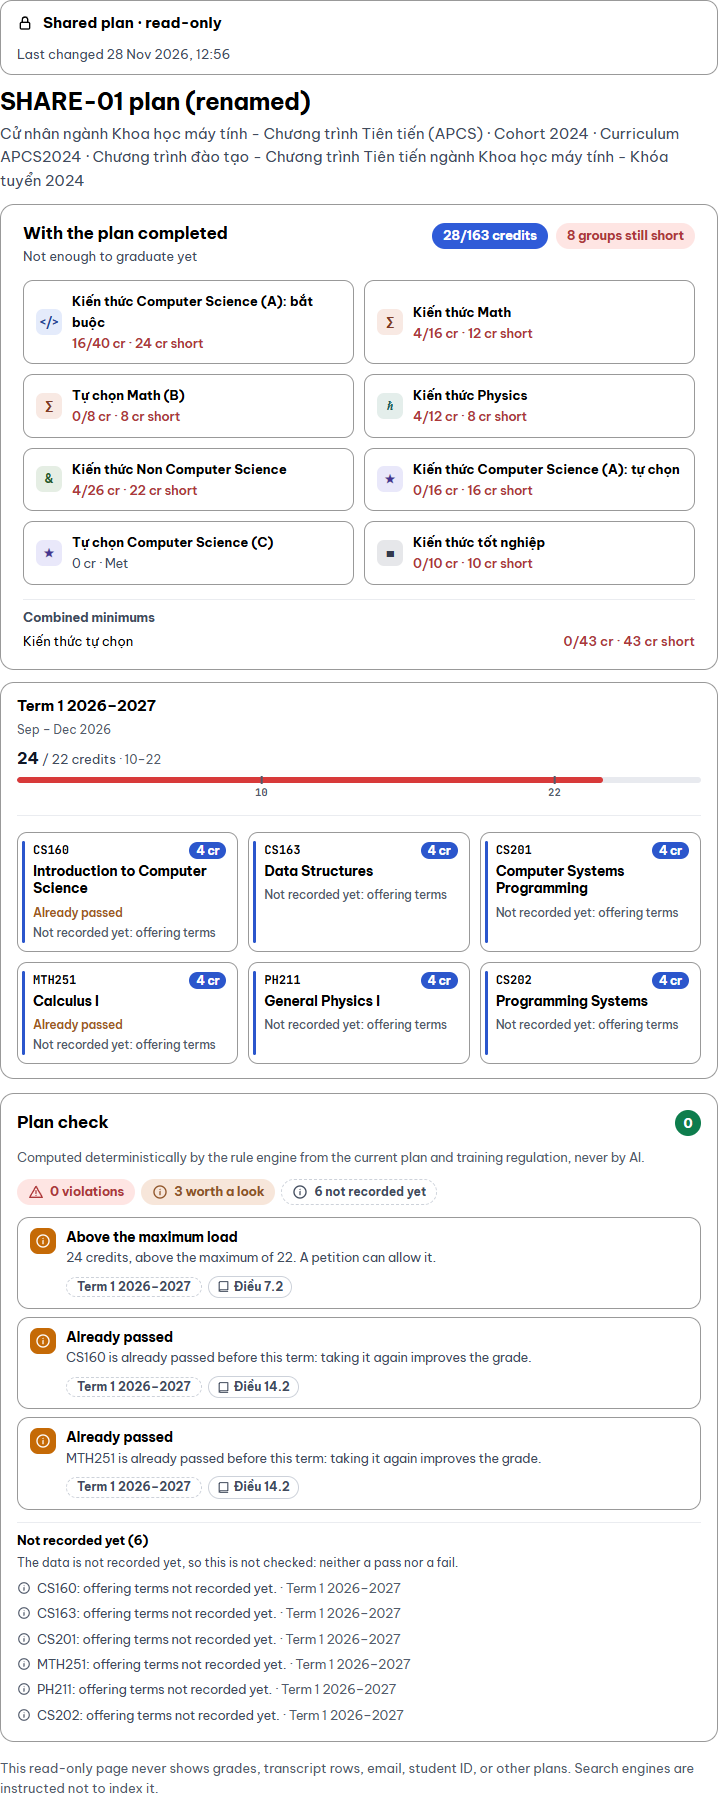 Shared plan · read-only
Last changed 28 Nov 2026, 12:56
SHARE-01 plan (renamed)
Cử nhân ngành Khoa học máy tính - Chương trình Tiên tiến (APCS) · Cohort 2024 · Curriculum
APCS2024 · Chương trình đào tạo - Chương trình Tiên tiến ngành Khoa học máy tính - Khóa
tuyển 2024
With the plan completed
28/163 credits
8 groups still short
Not enough to graduate yet
</> Kiến thức Computer Science (A): bắt
buộc
16/40 cr · 24 cr short
∑ Kiến thức Math
4/16 cr · 12 cr short
∑ Tự chọn Math (B)
0/8 cr · 8 cr short
ℏ Kiến thức Physics
4/12 cr · 8 cr short
& Kiến thức Non Computer Science
4/26 cr · 22 cr short
★ Kiến thức Computer Science (A): tự chọn
0/16 cr · 16 cr short
★ Tự chọn Computer Science (C)
0 cr · Met
Kiến thức tốt nghiệp
0/10 cr · 10 cr short
Combined minimums
Kiến thức tự chọn
0/43 cr · 43 cr short
Term 1 2026–2027
Sep – Dec 2026
24 / 22 credits · 10–22
10
22
CS160
4 cr
Introduction to Computer
Science
Already passed
Not recorded yet: offering terms
CS163
4 cr
Data Structures
Not recorded yet: offering terms
CS201
4 cr
Computer Systems
Programming
Not recorded yet: offering terms
MTH251
4 cr
Calculus I
Already passed
Not recorded yet: offering terms
PH211
4 cr
General Physics I
Not recorded yet: offering terms
CS202
4 cr
Programming Systems
Not recorded yet: offering terms
Plan check
0
Computed deterministically by the rule engine from the current plan and training regulation, never by AI.
0 violations
3 worth a look
6 not recorded yet
Above the maximum load
24 credits, above the maximum of 22. A petition can allow it.
Term 1 2026–2027
Điều 7.2
Already passed
CS160 is already passed before this term: taking it again improves the grade.
Term 1 2026–2027
Điều 14.2
Already passed
MTH251 is already passed before this term: taking it again improves the grade.
Term 1 2026–2027
Điều 14.2
Not recorded yet (6)
The data is not recorded yet, so this is not checked: neither a pass nor a fail.
CS160: offering terms not recorded yet. · Term 1 2026–2027
CS163: offering terms not recorded yet. · Term 1 2026–2027
CS201: offering terms not recorded yet. · Term 1 2026–2027
MTH251: offering terms not recorded yet. · Term 1 2026–2027
PH211: offering terms not recorded yet. · Term 1 2026–2027
CS202: offering terms not recorded yet. · Term 1 2026–2027
This read-only page never shows grades, transcript rows, email, student ID, or other plans. Search engines are
instructed not to index it.